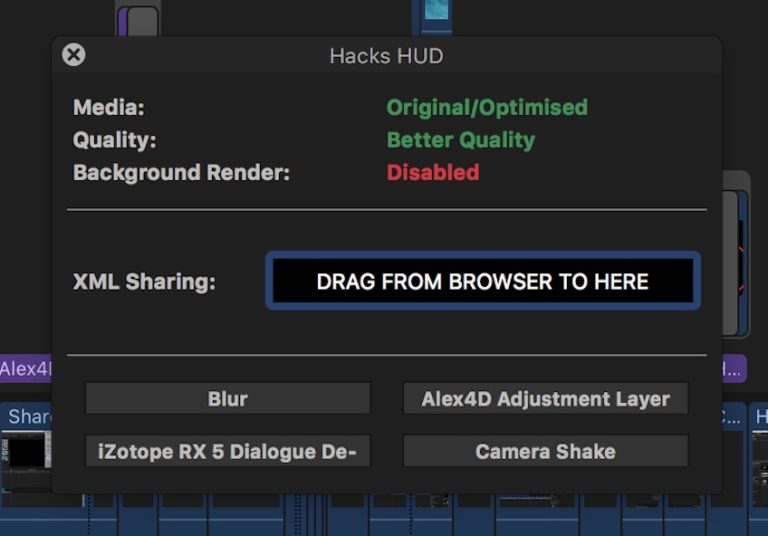 Hacks HUD
Media: Original/Optimised
Quality: Better Quality
Background Render: Disabled
XML Sharing: DRAG FROM BROWSER TO HERE
Alex4
H...
Blur Alex4D Adjustment Layer
Shar C... H
iZotope RX 5 Dialogue De- Camera Shake